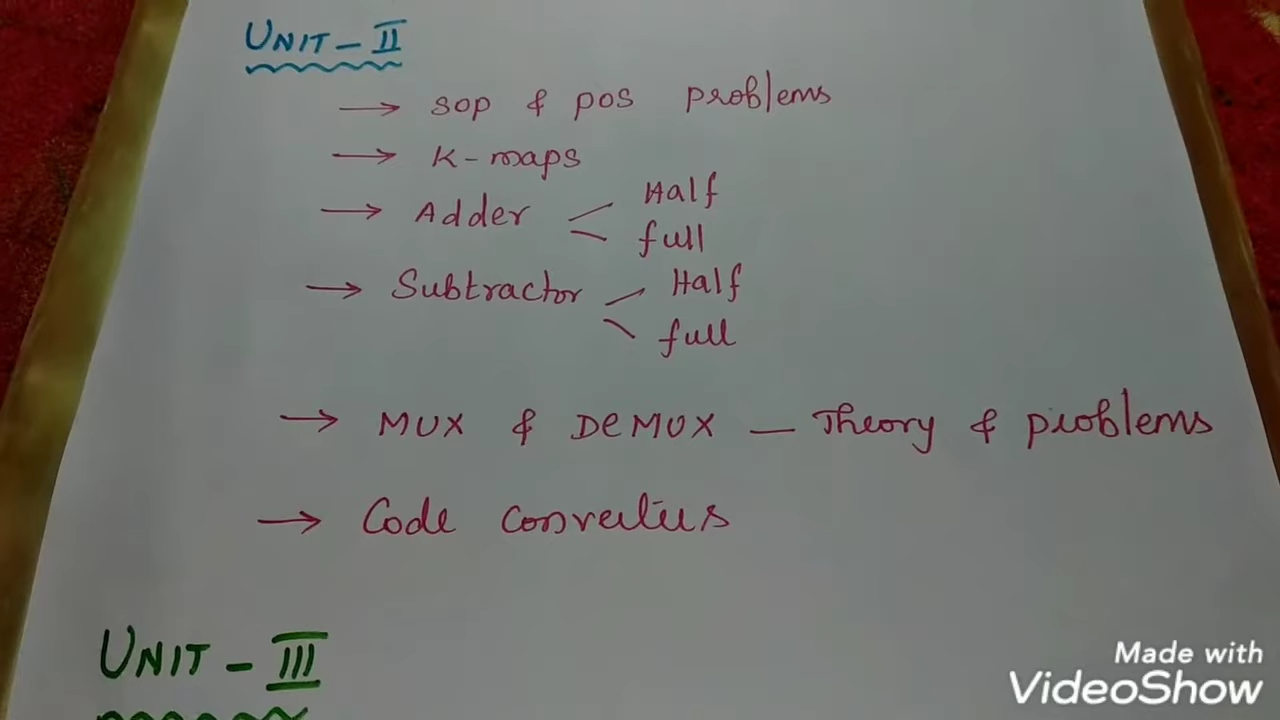 UNIT - II
→ SOP & POS problems
→ K-maps
→ Adder Half
full
→ Subtractor Half
full
→ MUX & DeMUX - Theory & problems
→ Code converters
UNIT - III
Made with
VideoShow